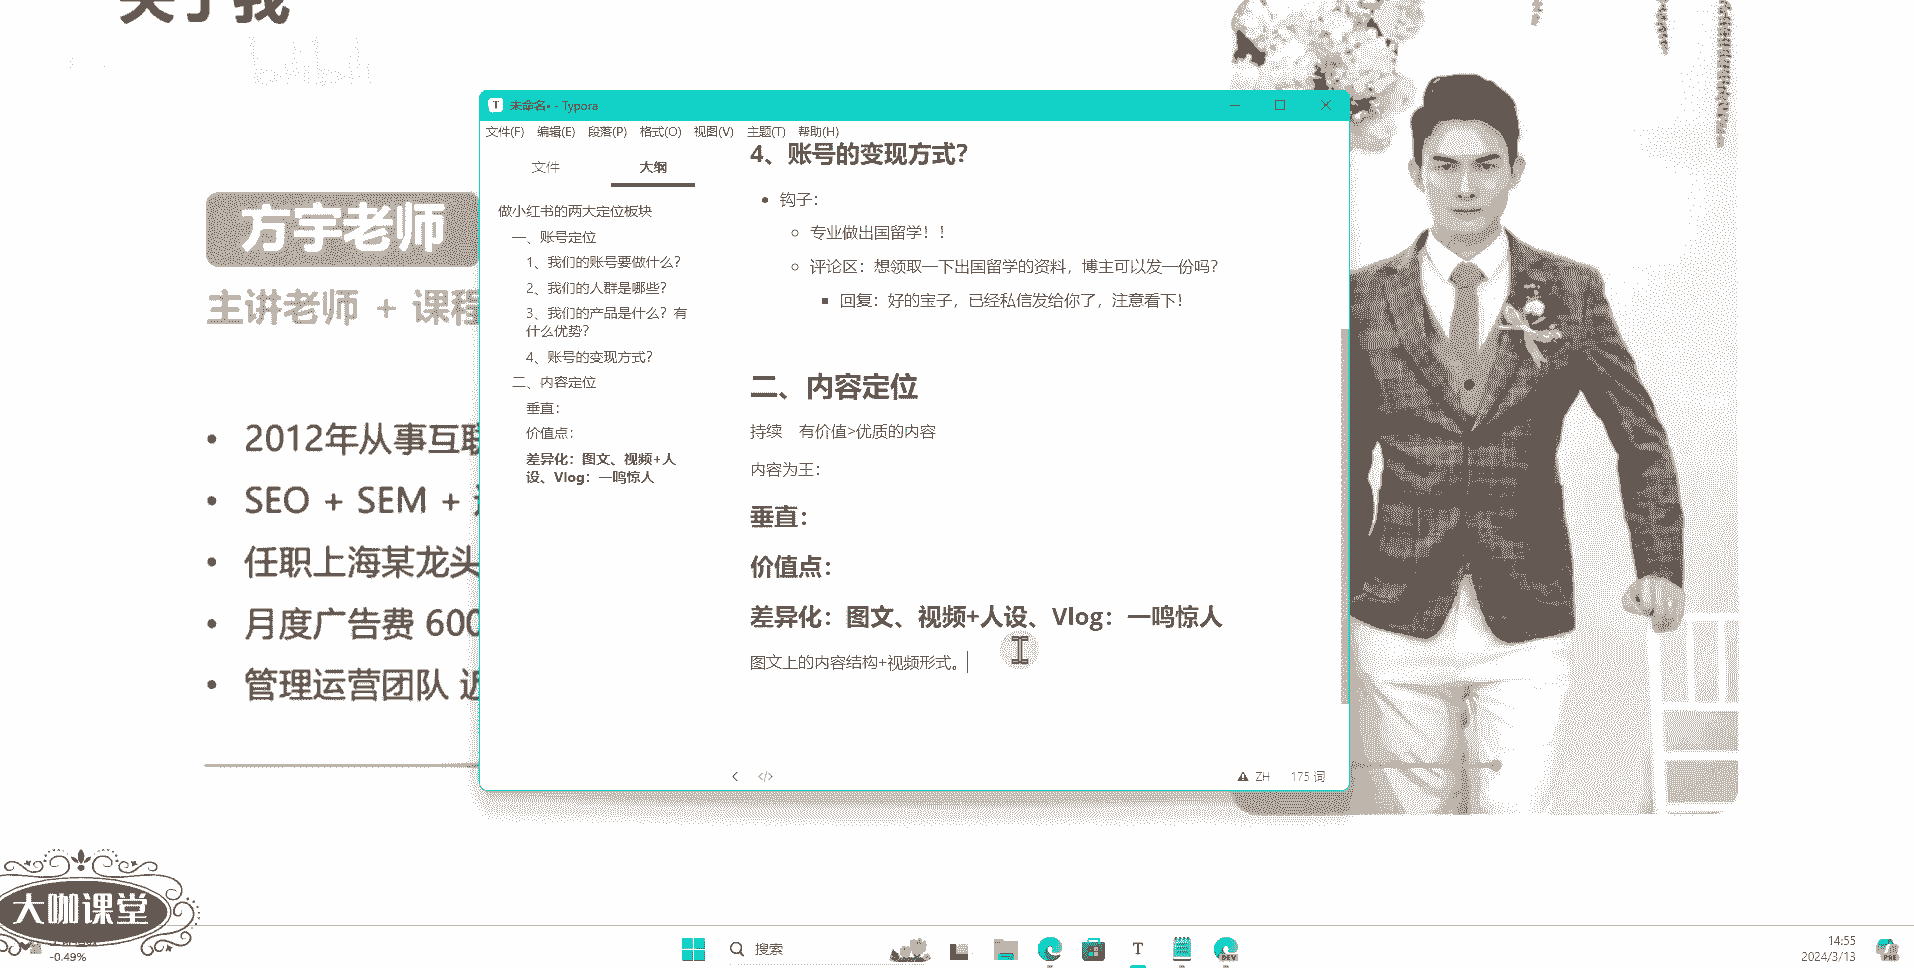 关于我
bilibili
方宇老师
主讲老师 + 课程
• 2012年从事互联
• SEO + SEM +
• 任职上海某龙头
• 月度广告费 600
• 管理运营团队 近
未命名• - Typora
文件(F) 编辑(E) 段落(P) 格式(O) 视图(V) 主题(T) 帮助(H)
文件 大纲
做小红书的两大定位板块
一、账号定位
1、我们的账号要做什么？
2、我们的人群是哪些？
3、我们的产品是什么？有
什么优势？
4、账号的变现方式？
二、内容定位
垂直：
价值点：
差异化：图文、视频+人
设、Vlog：一鸣惊人
4、账号的变现方式？
钩子：
专业做出国留学！！
评论区：想领取一下出国留学的资料，博主可以发一份吗？
回复：好的宝子，已经私信发给你了，注意看下！
二、内容定位
持续 有价值>优质的内容
内容为王：
垂直：
价值点：
差异化：图文、视频+人设、Vlog：一鸣惊人
图文上的内容结构+视频形式。
ZH 175 词
大咖课堂
-0.49%
搜索
T
DEV
14:55
2024/3/13
PRE